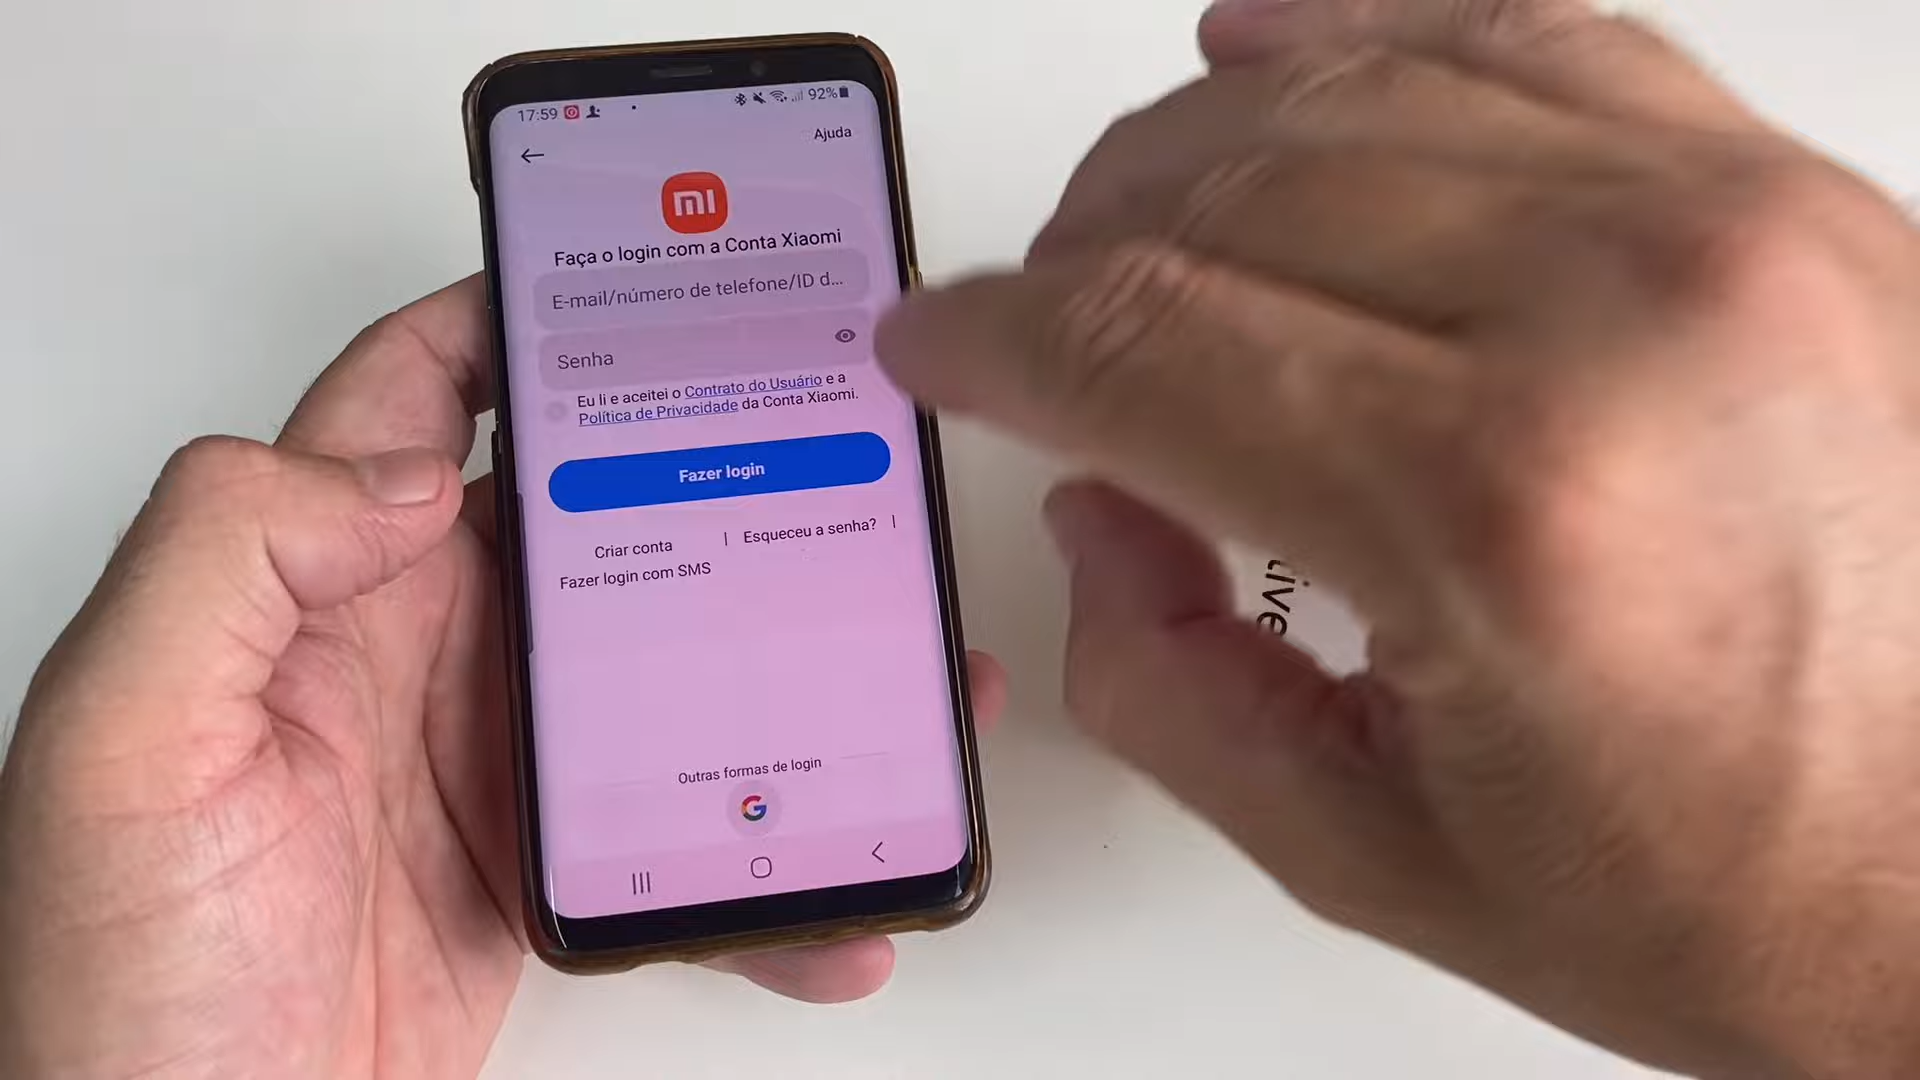 17:59
92%
Ajuda
mi
Faça o login com a Conta Xiaomi
E-mail/número de telefone/ID d...
Senha
Eu li e aceitei o Contrato do Usuário e a
Política de Privacidade da Conta Xiaomi.
Fazer login
Criar conta | Esqueceu a senha? |
Fazer login com SMS
Outras formas de login
G